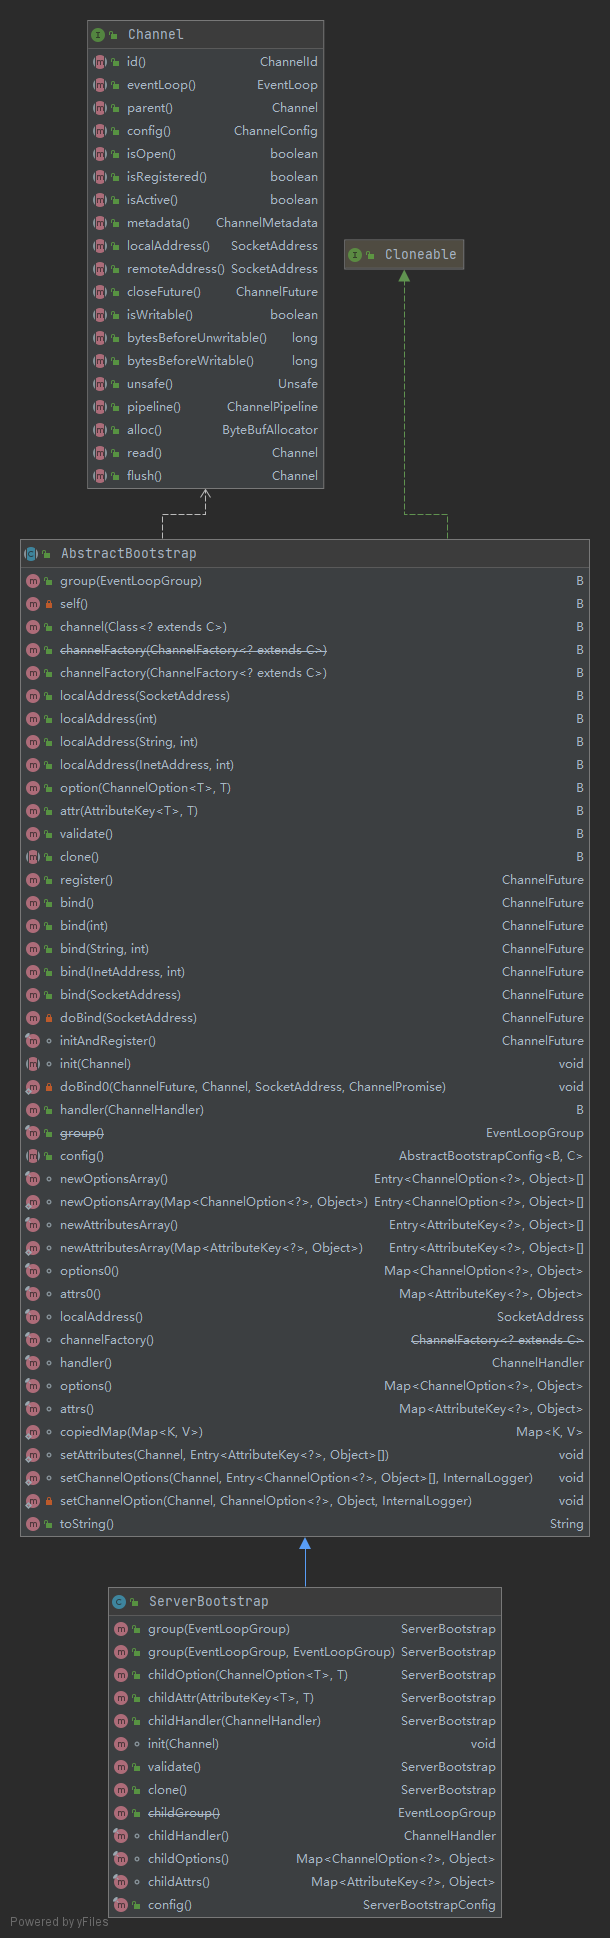 Channel
id() ChannelId
eventLoop() EventLoop
parent() Channel
config() ChannelConfig
isOpen() boolean
isRegistered() boolean
isActive() boolean
metadata() ChannelMetadata
localAddress() SocketAddress
remoteAddress() SocketAddress
closeFuture() ChannelFuture
isWritable() boolean
bytesBeforeUnwritable() long
bytesBeforeWritable() long
unsafe() Unsafe
pipeline() ChannelPipeline
alloc() ByteBufAllocator
read() Channel
flush() Channel
Cloneable
AbstractBootstrap
group(EventLoopGroup) B
self() B
channel(Class<? extends C>) B
channelFactory(ChannelFactory<? extends C>) B
channelFactory(ChannelFactory<? extends C>) B
localAddress(SocketAddress) B
localAddress(int) B
localAddress(String, int) B
localAddress(InetAddress, int) B
option(ChannelOption<T>, T) B
attr(AttributeKey<T>, T) B
validate() B
clone() B
register() ChannelFuture
bind() ChannelFuture
bind(int) ChannelFuture
bind(String, int) ChannelFuture
bind(InetAddress, int) ChannelFuture
bind(SocketAddress) ChannelFuture
doBind(SocketAddress) ChannelFuture
initAndRegister() ChannelFuture
init(Channel) void
doBind0(ChannelFuture, Channel, SocketAddress, ChannelPromise) void
handler(ChannelHandler) B
group() EventLoopGroup
config() AbstractBootstrapConfig<B, C>
newOptionsArray() Entry<ChannelOption<?>, Object>[]
newOptionsArray(Map<ChannelOption<?>, Object>) Entry<ChannelOption<?>, Object>[]
newAttributesArray() Entry<AttributeKey<?>, Object>[]
newAttributesArray(Map<AttributeKey<?>, Object>) Entry<AttributeKey<?>, Object>[]
options0() Map<ChannelOption<?>, Object>
attrs0() Map<AttributeKey<?>, Object>
localAddress() SocketAddress
channelFactory() ChannelFactory<? extends C>
handler() ChannelHandler
options() Map<ChannelOption<?>, Object>
attrs() Map<AttributeKey<?>, Object>
copiedMap(Map<K, V>) Map<K, V>
setAttributes(Channel, Entry<AttributeKey<?>, Object>[]) void
setChannelOptions(Channel, Entry<ChannelOption<?>, Object>[], InternalLogger) void
setChannelOption(Channel, ChannelOption<?>, Object, InternalLogger) void
toString() String
ServerBootstrap
group(EventLoopGroup) ServerBootstrap
group(EventLoopGroup, EventLoopGroup) ServerBootstrap
childOption(ChannelOption<T>, T) ServerBootstrap
childAttr(AttributeKey<T>, T) ServerBootstrap
childHandler(ChannelHandler) ServerBootstrap
init(Channel) void
validate() ServerBootstrap
clone() ServerBootstrap
childGroup() EventLoopGroup
childHandler() ChannelHandler
childOptions() Map<ChannelOption<?>, Object>
childAttrs() Map<AttributeKey<?>, Object>
config() ServerBootstrapConfig
Powered by yFiles